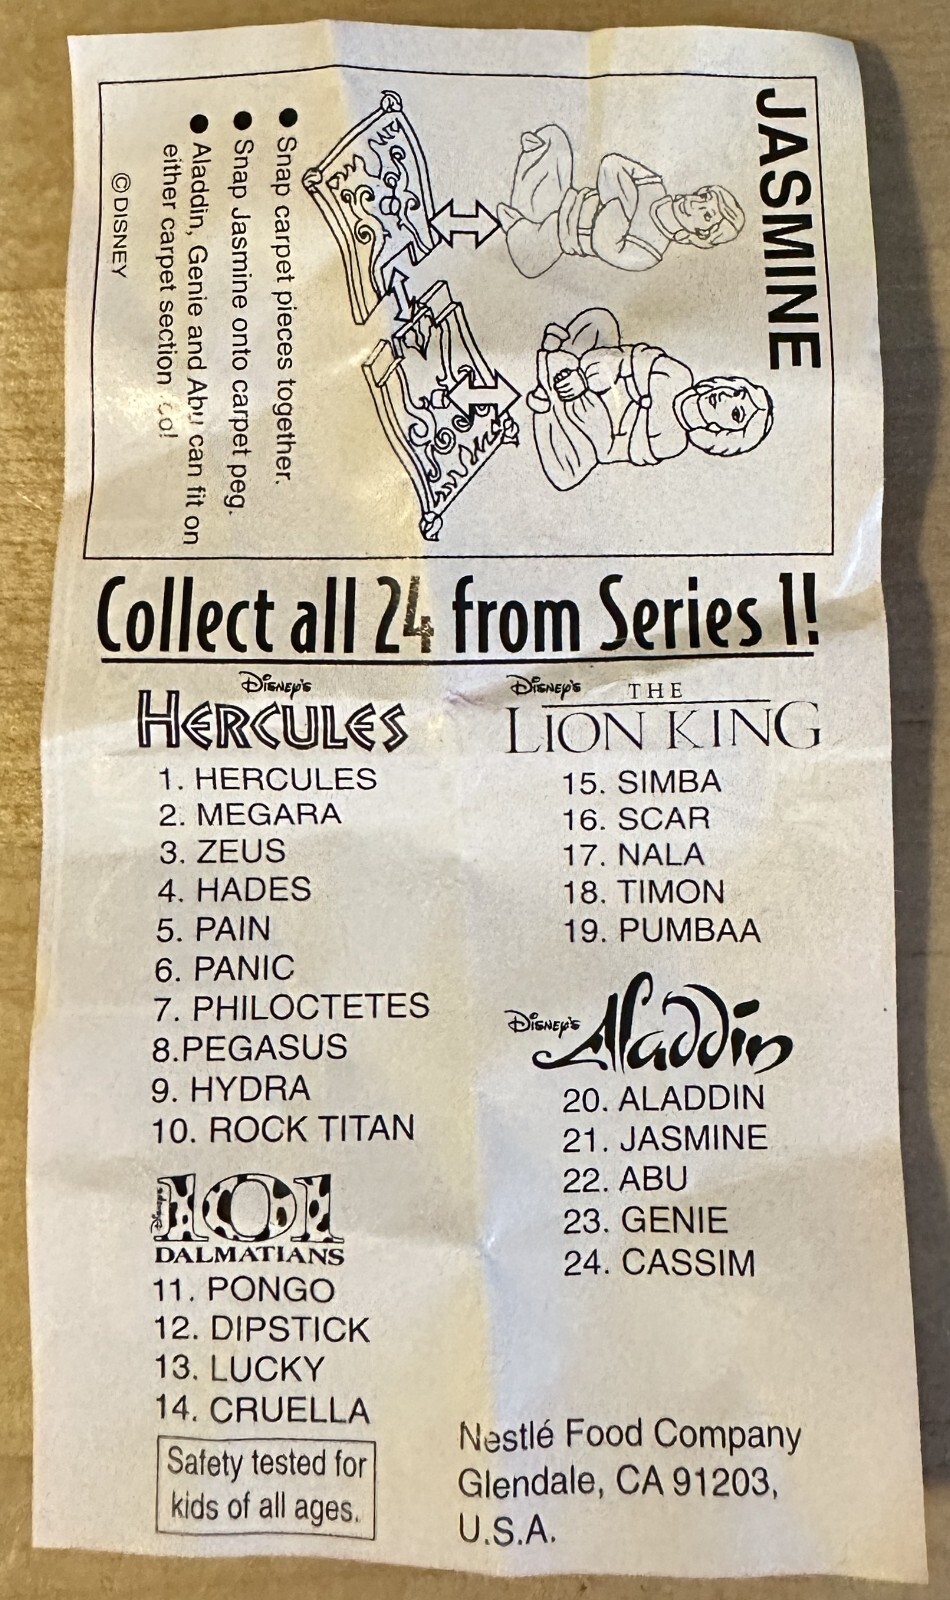 JASMINE
● Snap carpet pieces together.
● Snap Jasmine onto carpet peg.
● Aladdin, Genie and Abu can fit on
either carpet section too!
© DISNEY
Collect all 24 from Series 1!
DISNEY'S
HERCULES
1. HERCULES
2. MEGARA
3. ZEUS
4. HADES
5. PAIN
6. PANIC
7. PHILOCTETES
8.PEGASUS
9. HYDRA
10. ROCK TITAN
DISNEY'S
101
DALMATIANS
11. PONGO
12. DIPSTICK
13. LUCKY
14. CRUELLA
Safety tested for
kids of all ages.
DISNEY'S
THE
LION KING
15. SIMBA
16. SCAR
17. NALA
18. TIMON
19. PUMBAA
DISNEY'S
Aladdin
20. ALADDIN
21. JASMINE
22. ABU
23. GENIE
24. CASSIM
Nestlé Food Company
Glendale, CA 91203,
U.S.A.